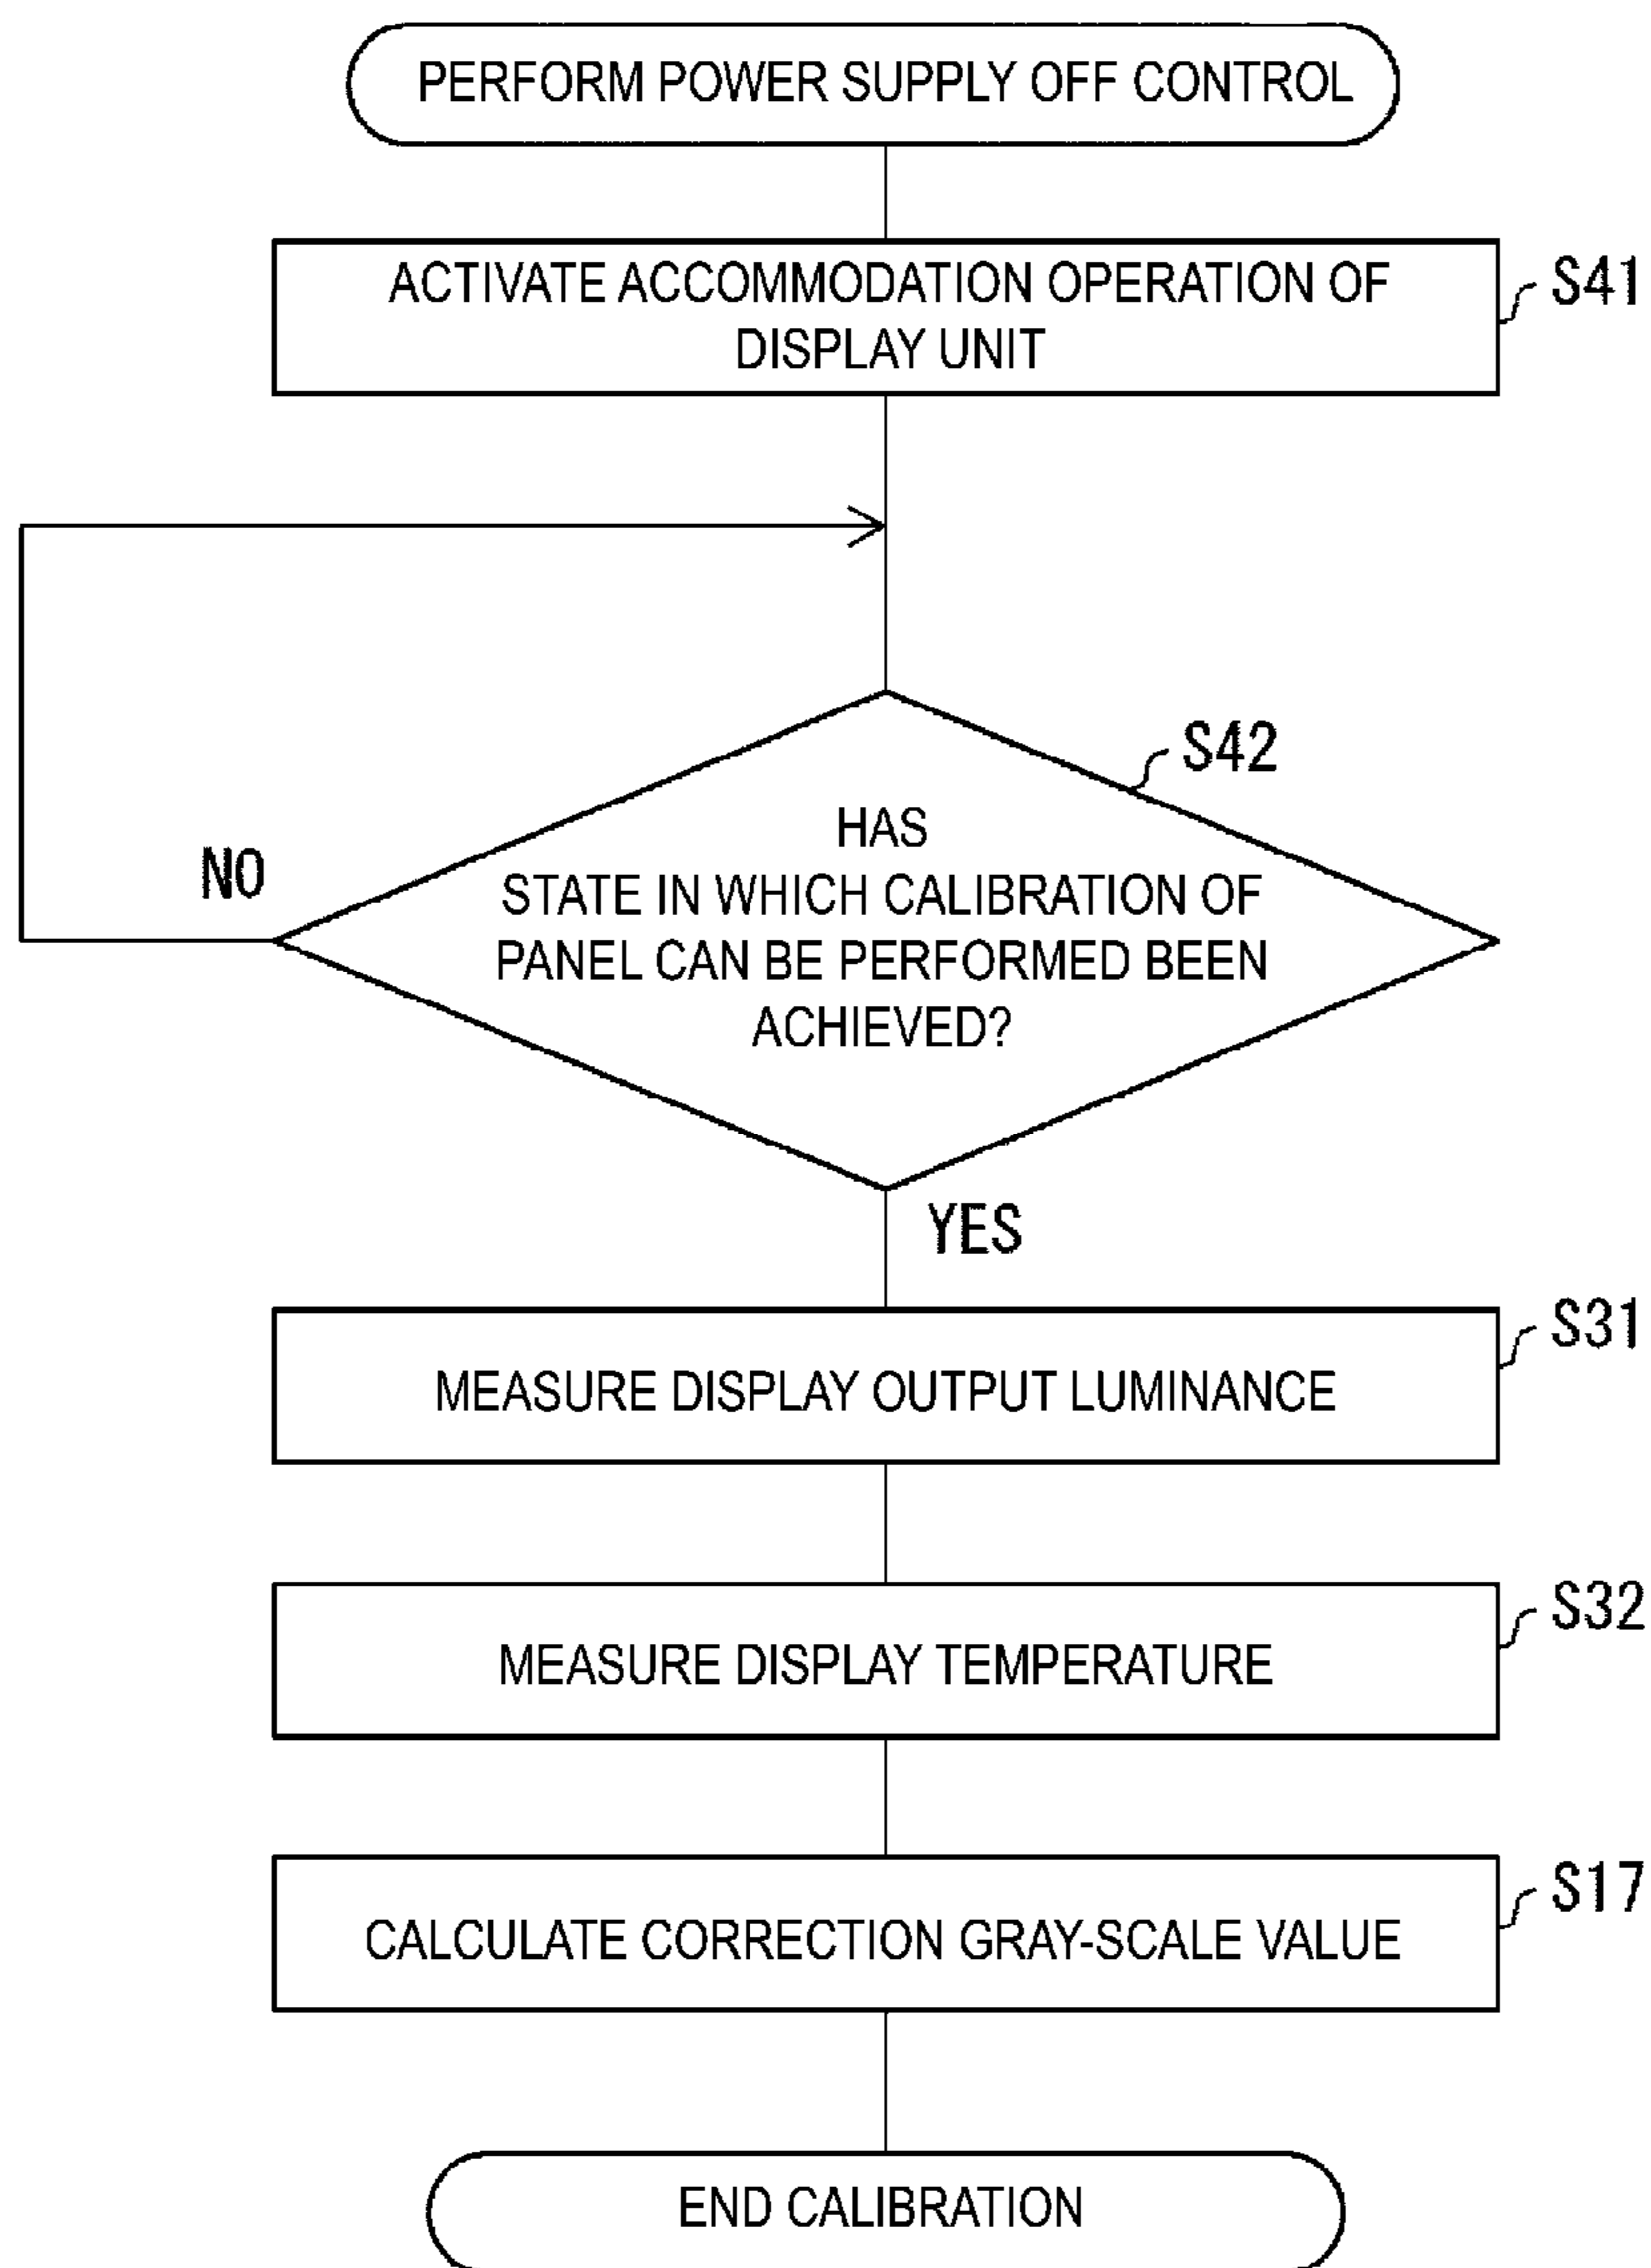 PERFORM POWER SUPPLY OFF CONTROL
ACTIVATE ACCOMMODATION OPERATION OF
DISPLAY UNIT
S41
S42
HAS
STATE IN WHICH CALIBRATION OF
PANEL CAN BE PERFORMED BEEN
ACHIEVED?
NO
YES
S31
MEASURE DISPLAY OUTPUT LUMINANCE
S32
MEASURE DISPLAY TEMPERATURE
S17
CALCULATE CORRECTION GRAY-SCALE VALUE
END CALIBRATION